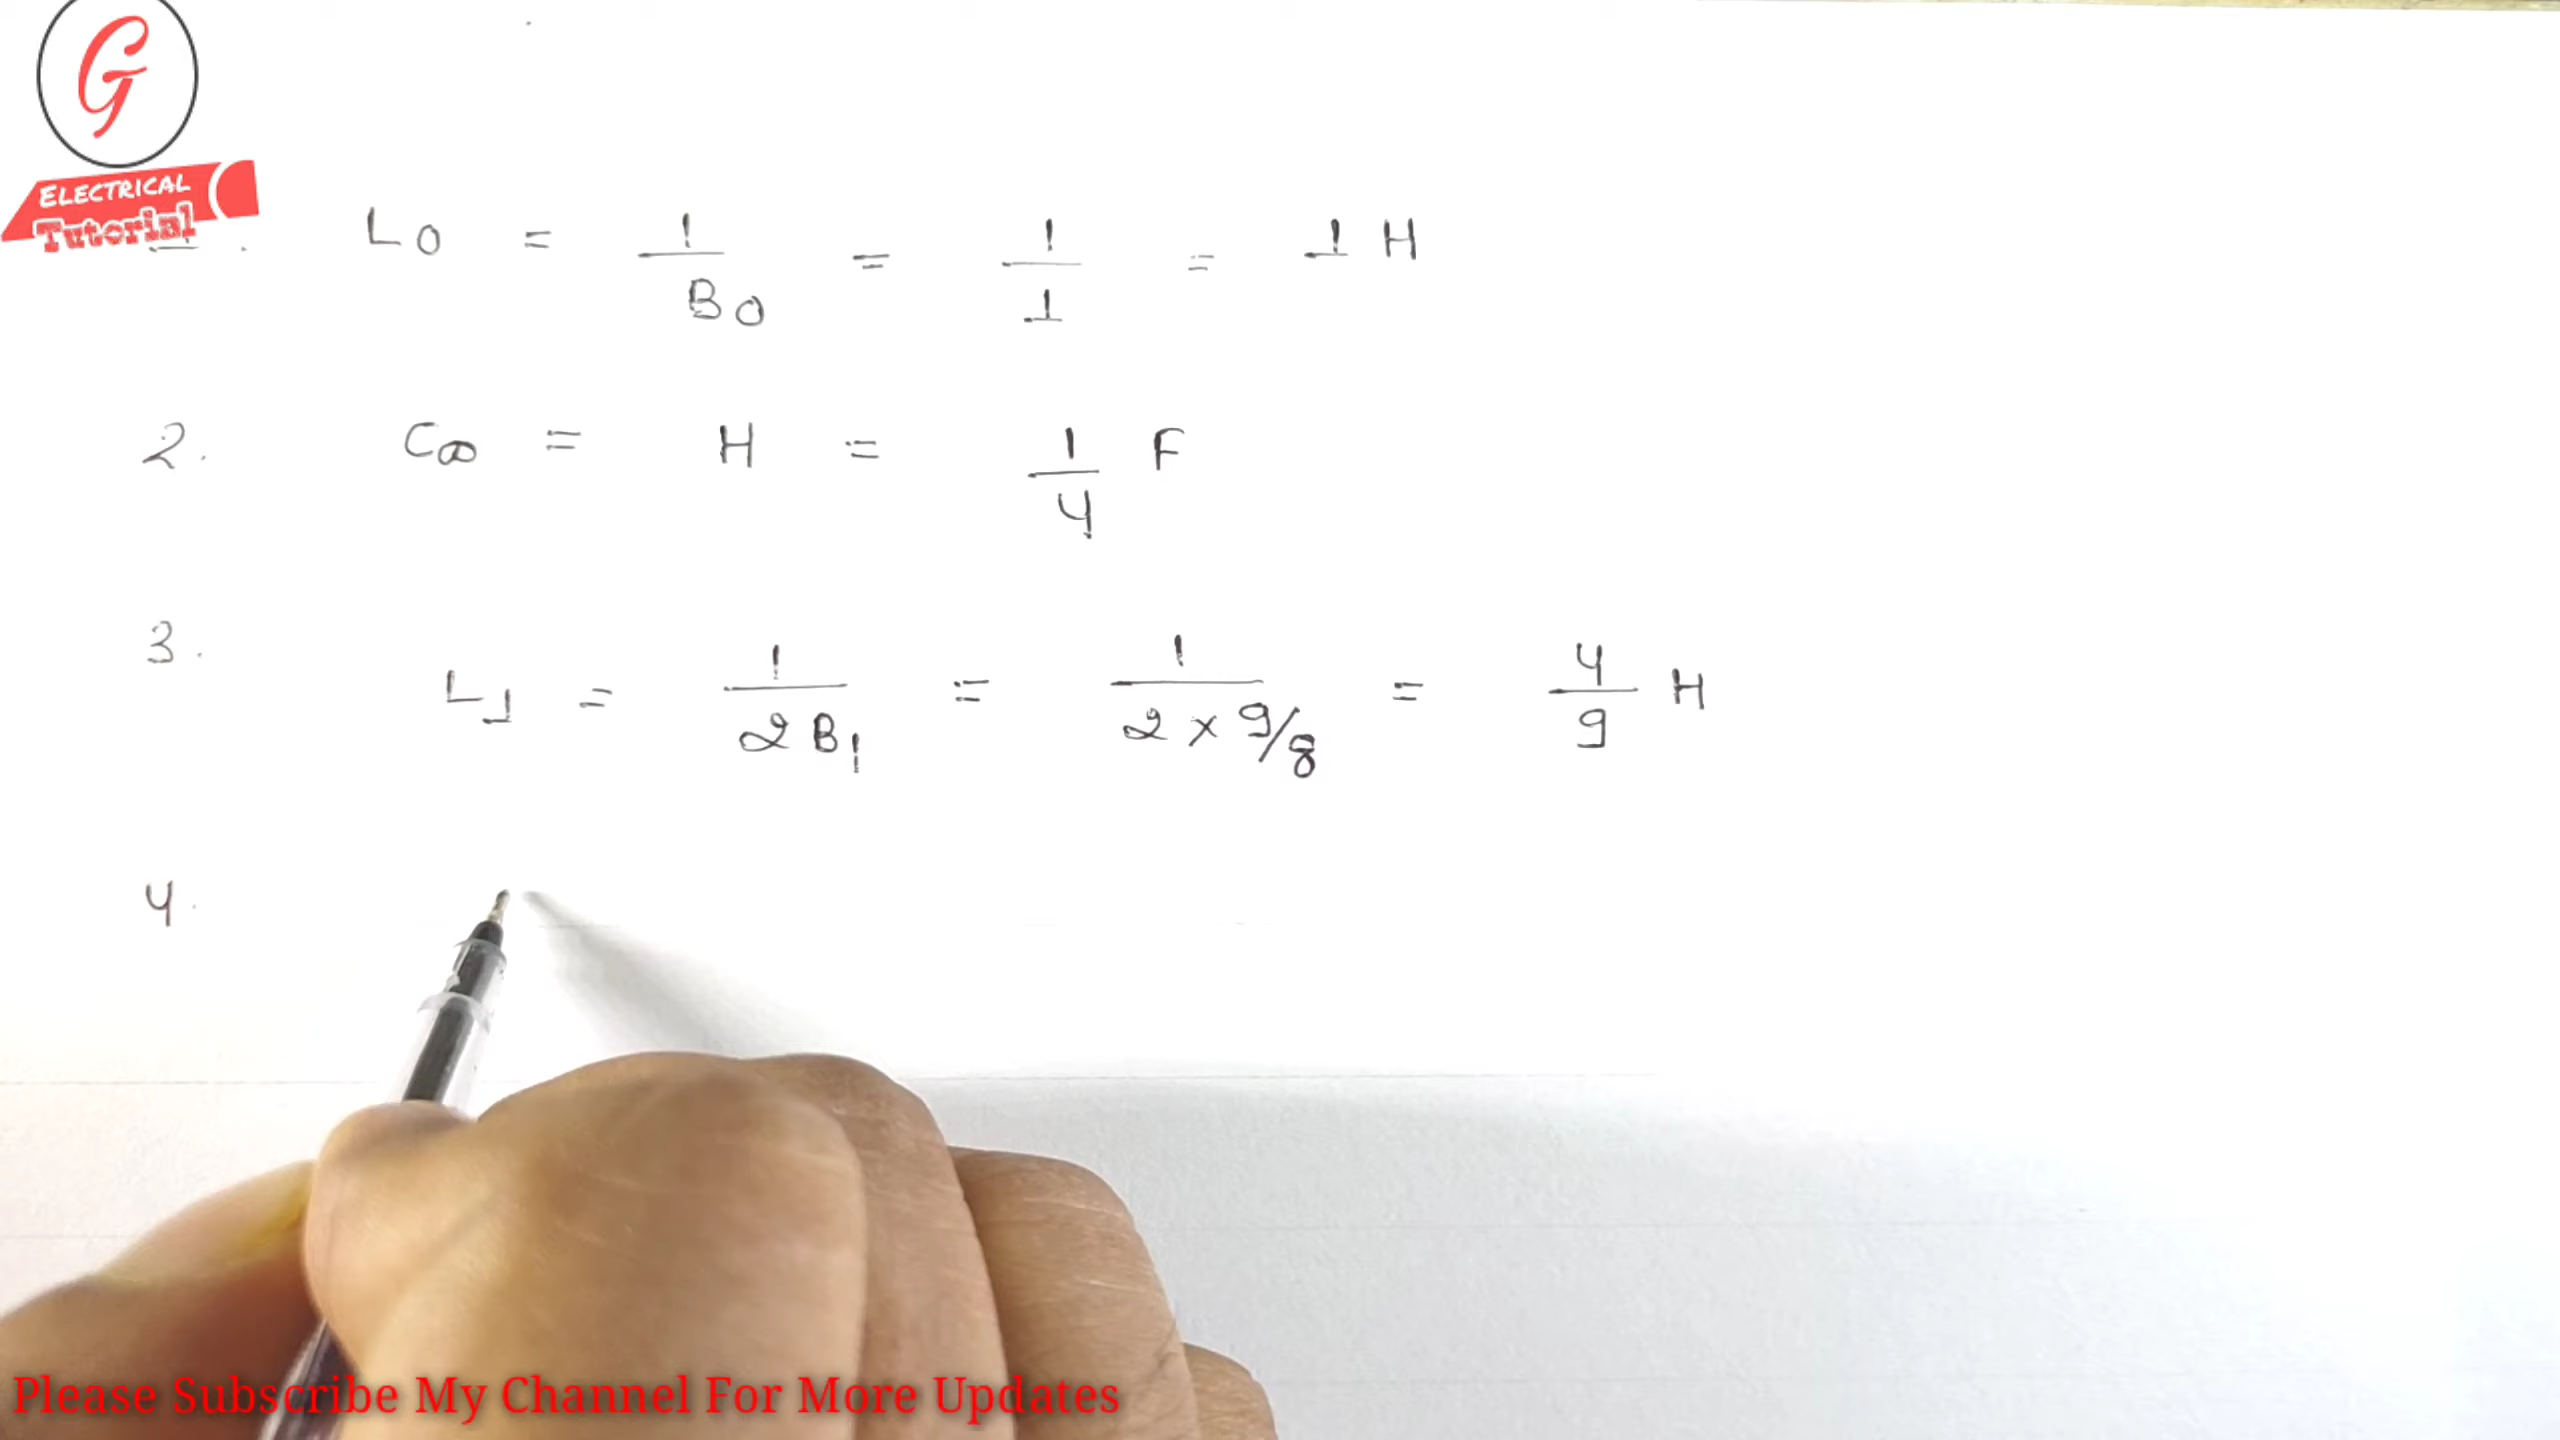 G
ELECTRICAL
Tutorial
L0 = 1/B0 = 1/1 = 1 H
2. C∞ = H = 1/4 F
3. L1 = 1/2B1 = 1/(2 × 9/8) = 4/9 H
4.
Please Subscribe My Channel For More Updates